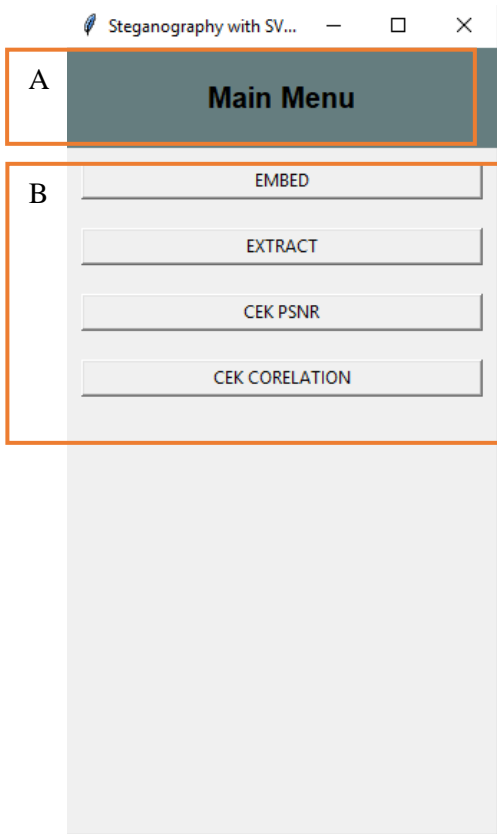 Steganography with SV...
A
Main Menu
B
EMBED
EXTRACT
CEK PSNR
CEK CORELATION